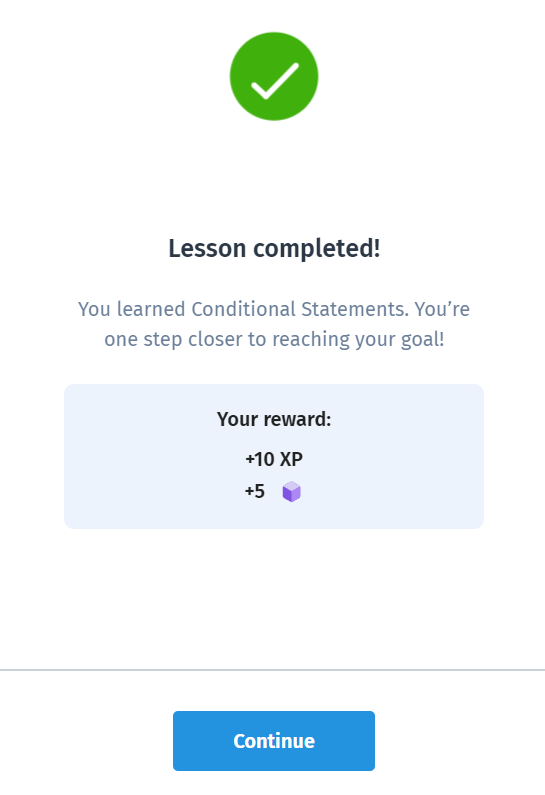 Lesson completed!
You learned Conditional Statements. You’re
one step closer to reaching your goal!
Your reward:
+10 XP
+5
Continue